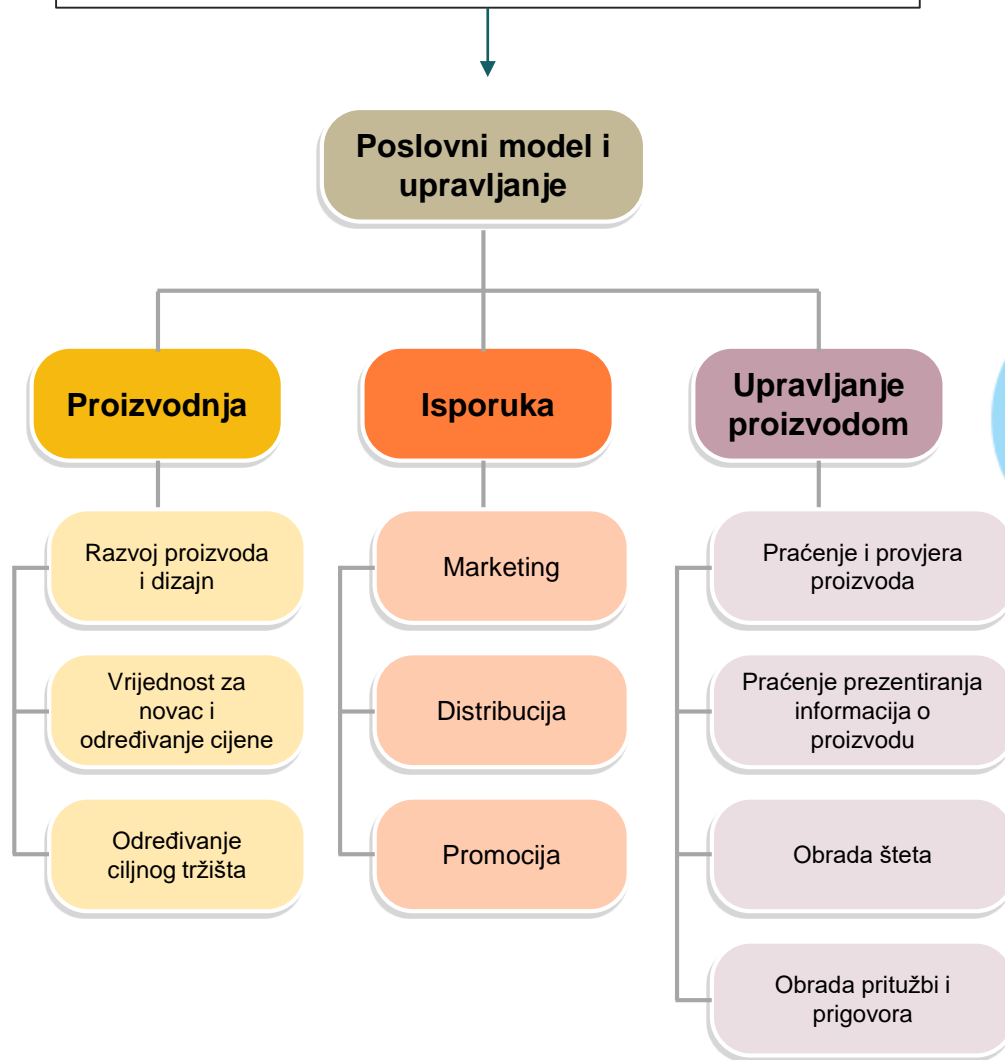 Poslovni model i
upravljanje
Proizvodnja
Isporuka
Upravljanje
proizvodom
Razvoj proizvoda
i dizajn
Vrijednost za
novac i
određivanje cijene
Određivanje
ciljnog tržišta
Marketing
Distribucija
Promocija
Praćenje i provjera
proizvoda
Praćenje prezentiranja
informacija o
proizvodu
Obrada šteta
Obrada pritužbi i
prigovora